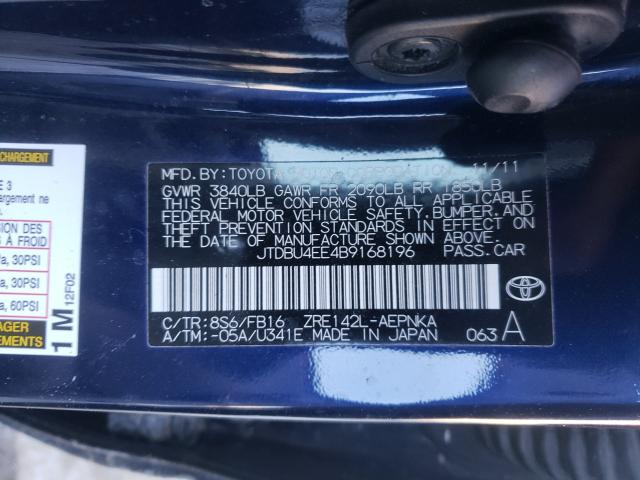 CHARGEMENT
E 3
SION DES
À FROID
a, 30PSI
a, 30PSI
a, 60PSI
AGER
EMENTS
1 M
12F02
MFD. BY: TOYOTA 11/11
GVWR 3840LB GAWR FR 2090LB RR 1850LB
THIS VEHICLE CONFORMS TO ALL APPLICABLE
FEDERAL MOTOR VEHICLE SAFETY, BUMPER, AND
THEFT PREVENTION STANDARDS IN EFFECT ON
THE DATE OF MANUFACTURE SHOWN ABOVE.
JTDBU4EE4B9168196 PASS. CAR
C/TR: 8S6/FB16 ZRE142L-AEPNKA
A/TM: -05A/U341E MADE IN JAPAN 063 A